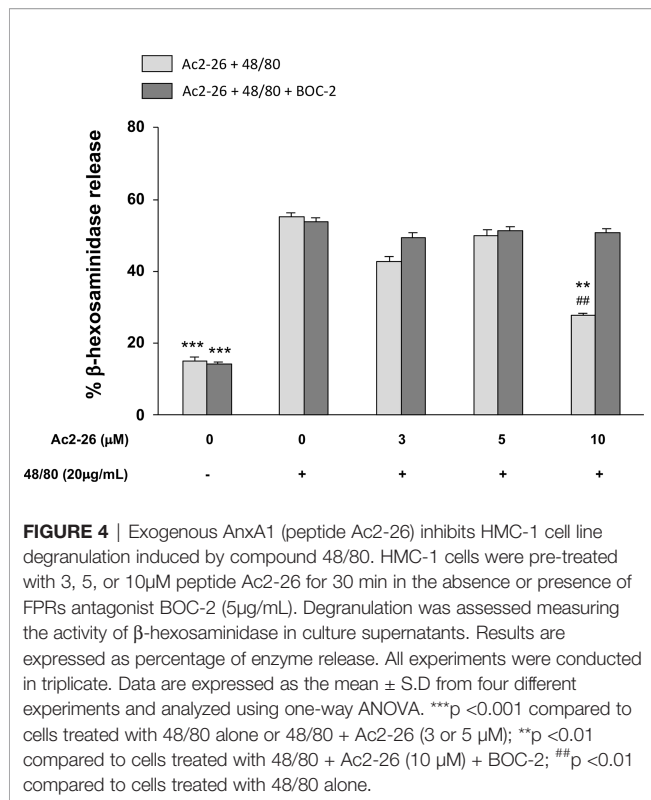 Ac2-26 + 48/80
Ac2-26 + 48/80 + BOC-2
% β-hexosaminidase release
80
60
40
20
0
*** ***
**
##
Ac2-26 (μM) 0 0 3 5 10
48/80 (20μg/mL) - + + + +
FIGURE 4 | Exogenous AnxA1 (peptide Ac2-26) inhibits HMC-1 cell line
degranulation induced by compound 48/80. HMC-1 cells were pre-treated
with 3, 5, or 10μM peptide Ac2-26 for 30 min in the absence or presence of
FPRs antagonist BOC-2 (5μg/mL). Degranulation was assessed measuring
the activity of β-hexosaminidase in culture supernatants. Results are
expressed as percentage of enzyme release. All experiments were conducted
in triplicate. Data are expressed as the mean ± S.D from four different
experiments and analyzed using one-way ANOVA. ***p <0.001 compared to
cells treated with 48/80 alone or 48/80 + Ac2-26 (3 or 5 μM); **p <0.01
compared to cells treated with 48/80 + Ac2-26 (10 μM) + BOC-2; ##p <0.01
compared to cells treated with 48/80 alone.